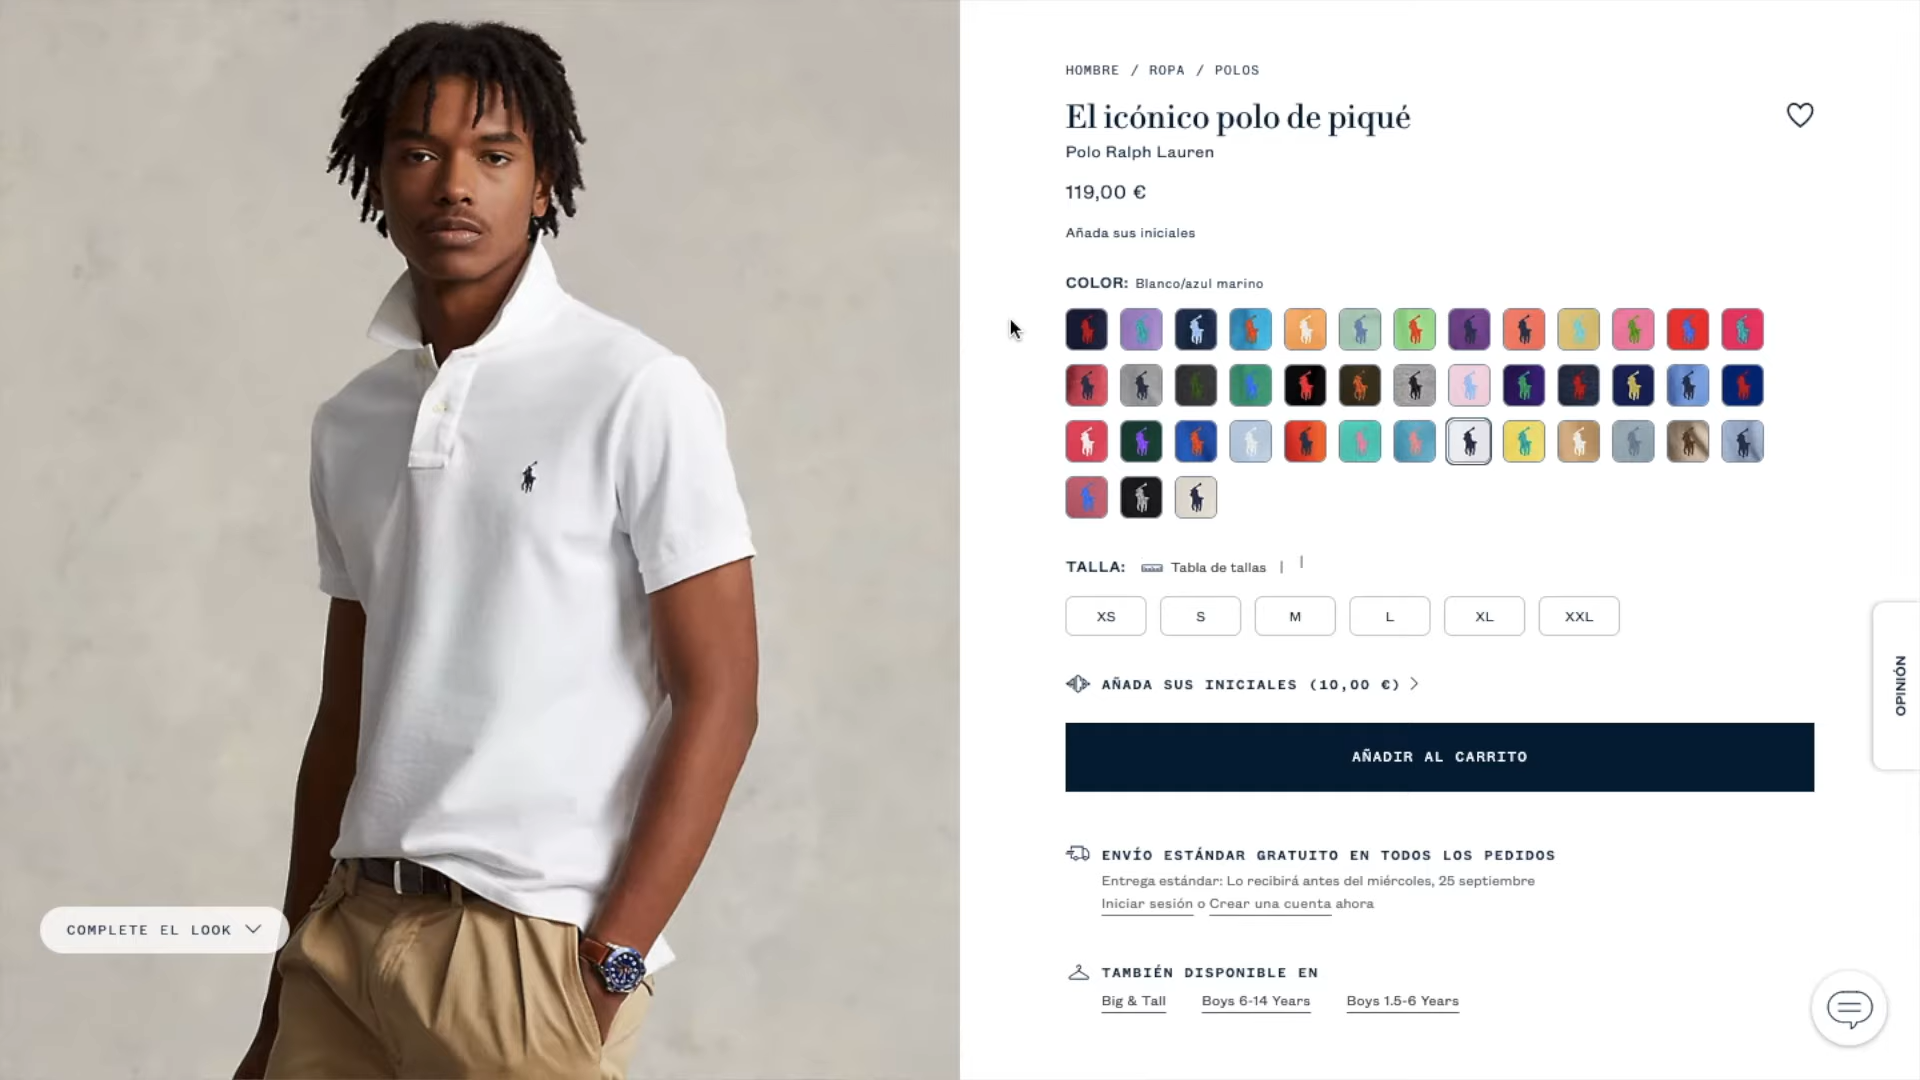 HOMBRE / ROPA / POLOS
El icónico polo de piqué
Polo Ralph Lauren
119,00 €
Añada sus iniciales
COLOR: Blanco/azul marino
TALLA: Tabla de tallas | |
XS S M L XL XXL
AÑADA SUS INICIALES (10,00 €)
OPINIÓN
AÑADIR AL CARRITO
ENVÍO ESTÁNDAR GRATUITO EN TODOS LOS PEDIDOS
Entrega estándar: Lo recibirá antes del miércoles, 25 septiembre
Iniciar sesión o Crear una cuenta ahora
COMPLETE EL LOOK
TAMBIÉN DISPONIBLE EN
Big & Tall Boys 6-14 Years Boys 1.5-6 Years